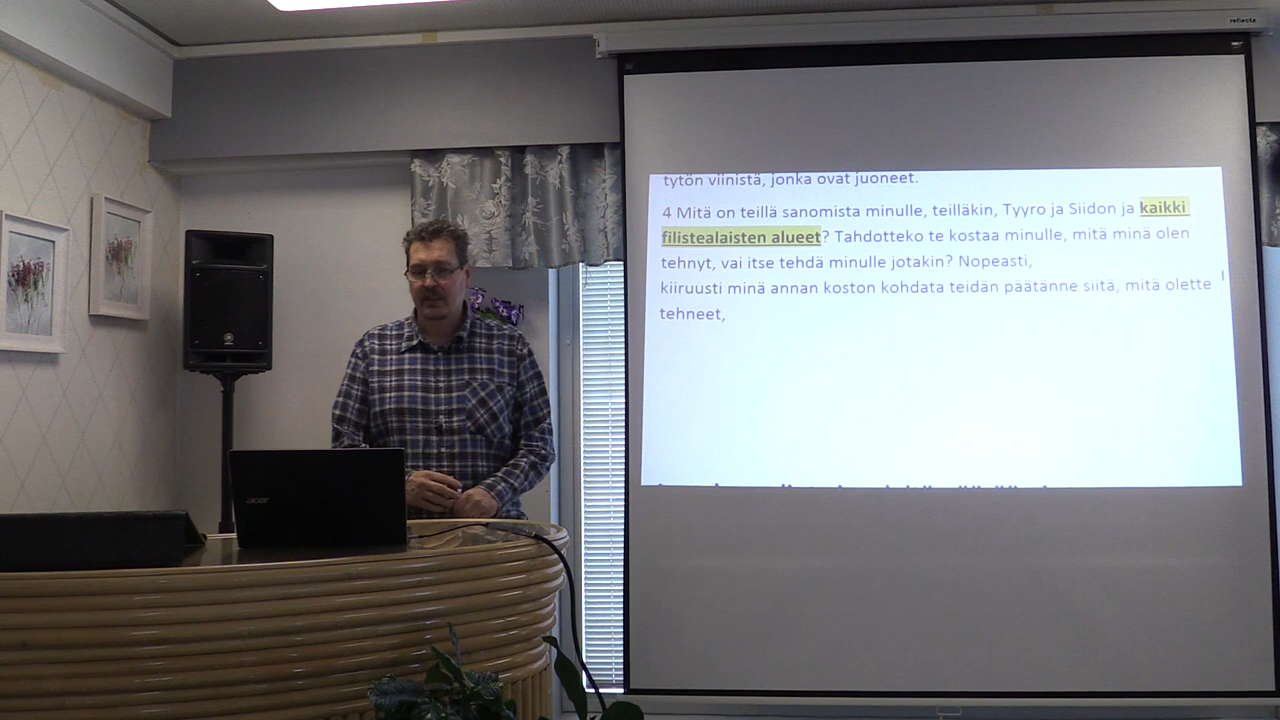 reflecta
tytön viinistä, jonka ovat juoneet.
4 Mitä on teillä sanomista minulle, teilläkin, Tyyro ja Siidon ja kaikki
filistealaisten alueet? Tahdotteko te kostaa minulle, mitä minä olen
tehnyt, vai itse tehdä minulle jotakin? Nopeasti,
kiiruusti minä annan koston kohdata teidän päätänne siitä, mitä olette
tehneet,
acer